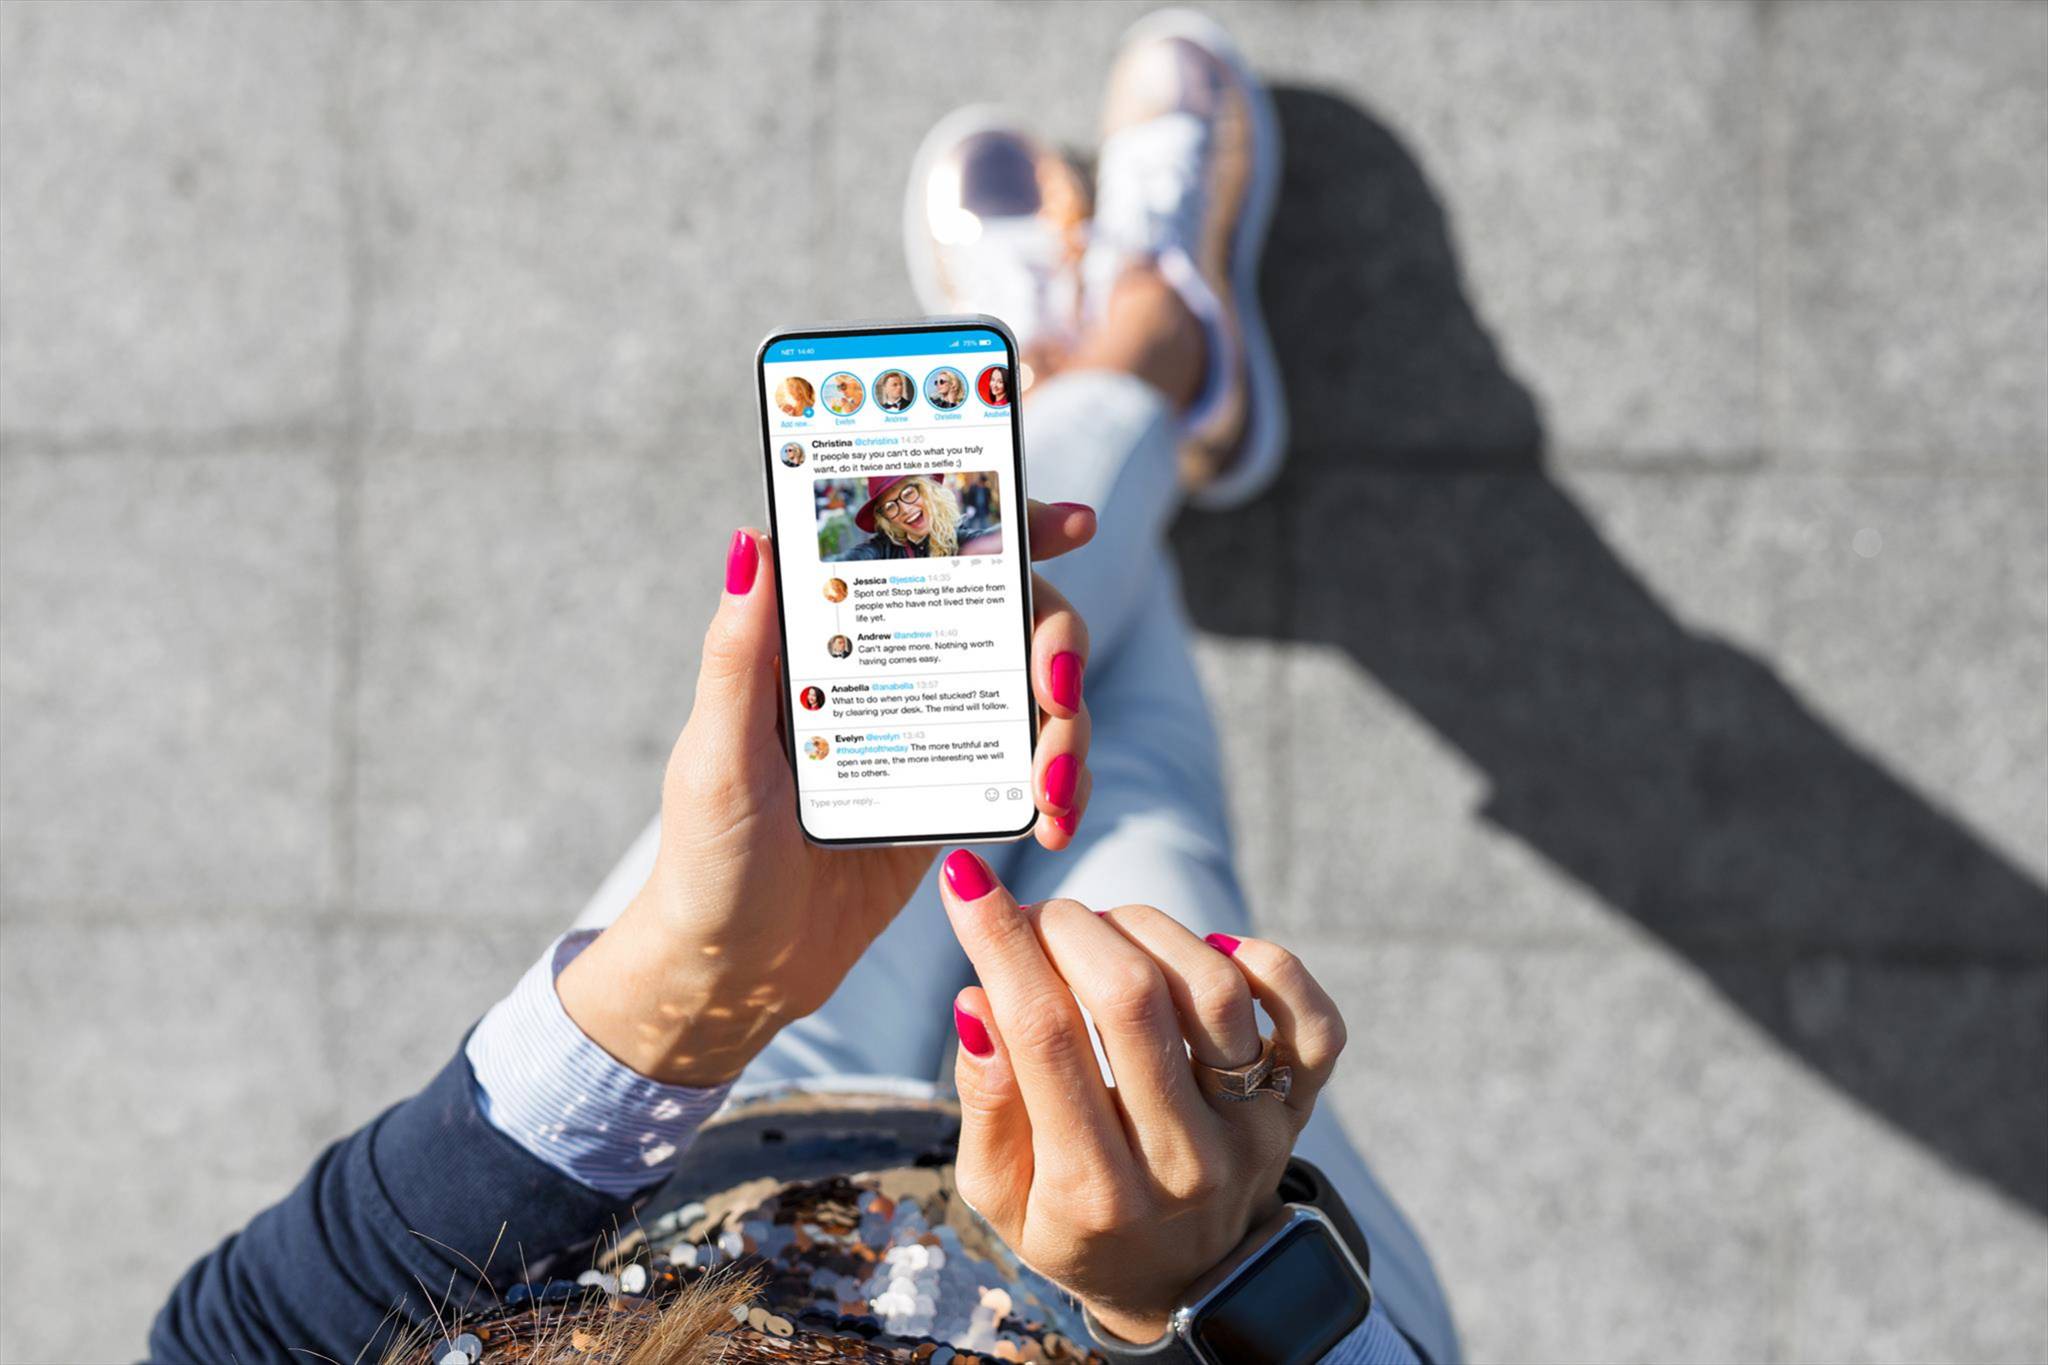 NET 14:40
75%
Add new...
Evelyn
Andrew
Christina
Anabella
Christina @christina 14:20
If people say you can't do what you truly
want, do it twice and take a selfie ;)
Jessica @jessica 14:35
Spot on! Stop taking life advice from
people who have not lived their own
life yet.
Andrew @andrew 14:40
Can't agree more. Nothing worth
having comes easy.
Anabella @anabella 13:57
What to do when you feel stucked? Start
by clearing your desk. The mind will follow.
Evelyn @evelyn 13:43
#thoughtoftheday The more truthful and
open we are, the more interesting we will
be to others.
Type your reply...